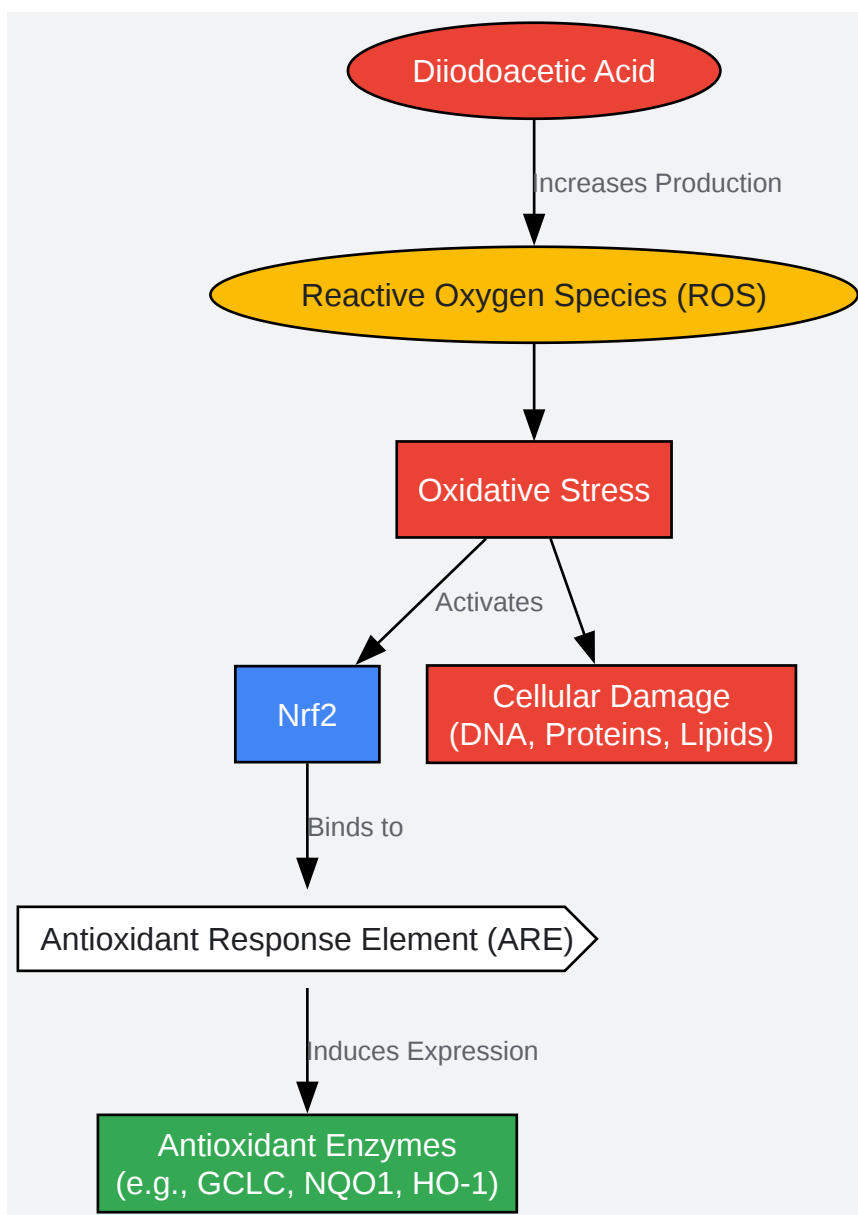 Diiodoacetic Acid
Increases Production
Reactive Oxygen Species (ROS)
Oxidative Stress
Activates
Nrf2
Cellular Damage
(DNA, Proteins, Lipids)
Binds to
Antioxidant Response Element (ARE)
Induces Expression
Antioxidant Enzymes
(e.g., GCLC, NQO1, HO-1)